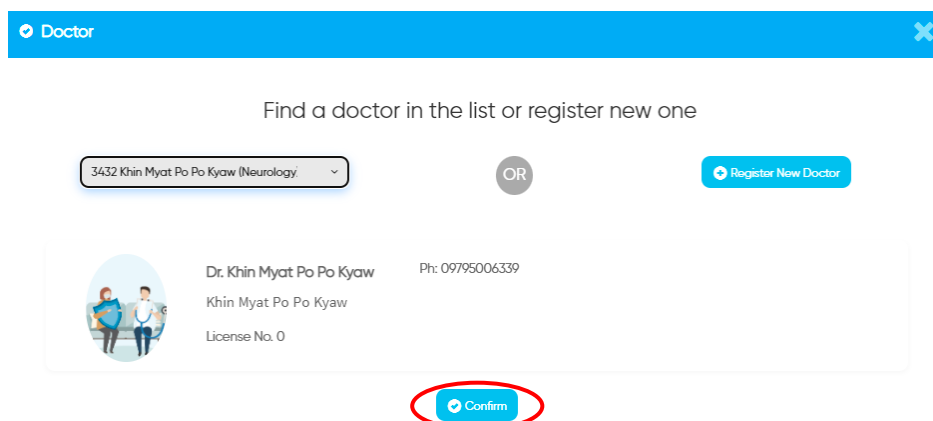 Doctor
Find a doctor in the list or register new one
3432 Khin Myat Po Po Kyaw (Neurology)
OR
Register New Doctor
Dr. Khin Myat Po Po Kyaw
Ph: 09795006339
Khin Myat Po Po Kyaw
License No. 0
Confirm